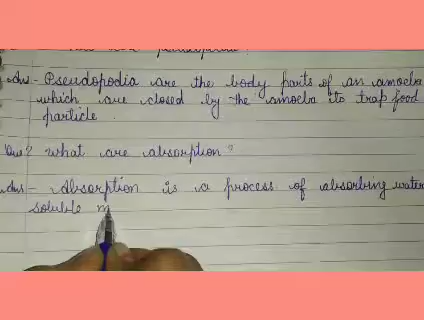 Ans - Pseudopodia are the body parts of an amoeba
which are closed by the amoeba to trap food
particle.
Que? What are absorption?
Ans - Absorption is a process of absorbing water
soluble m